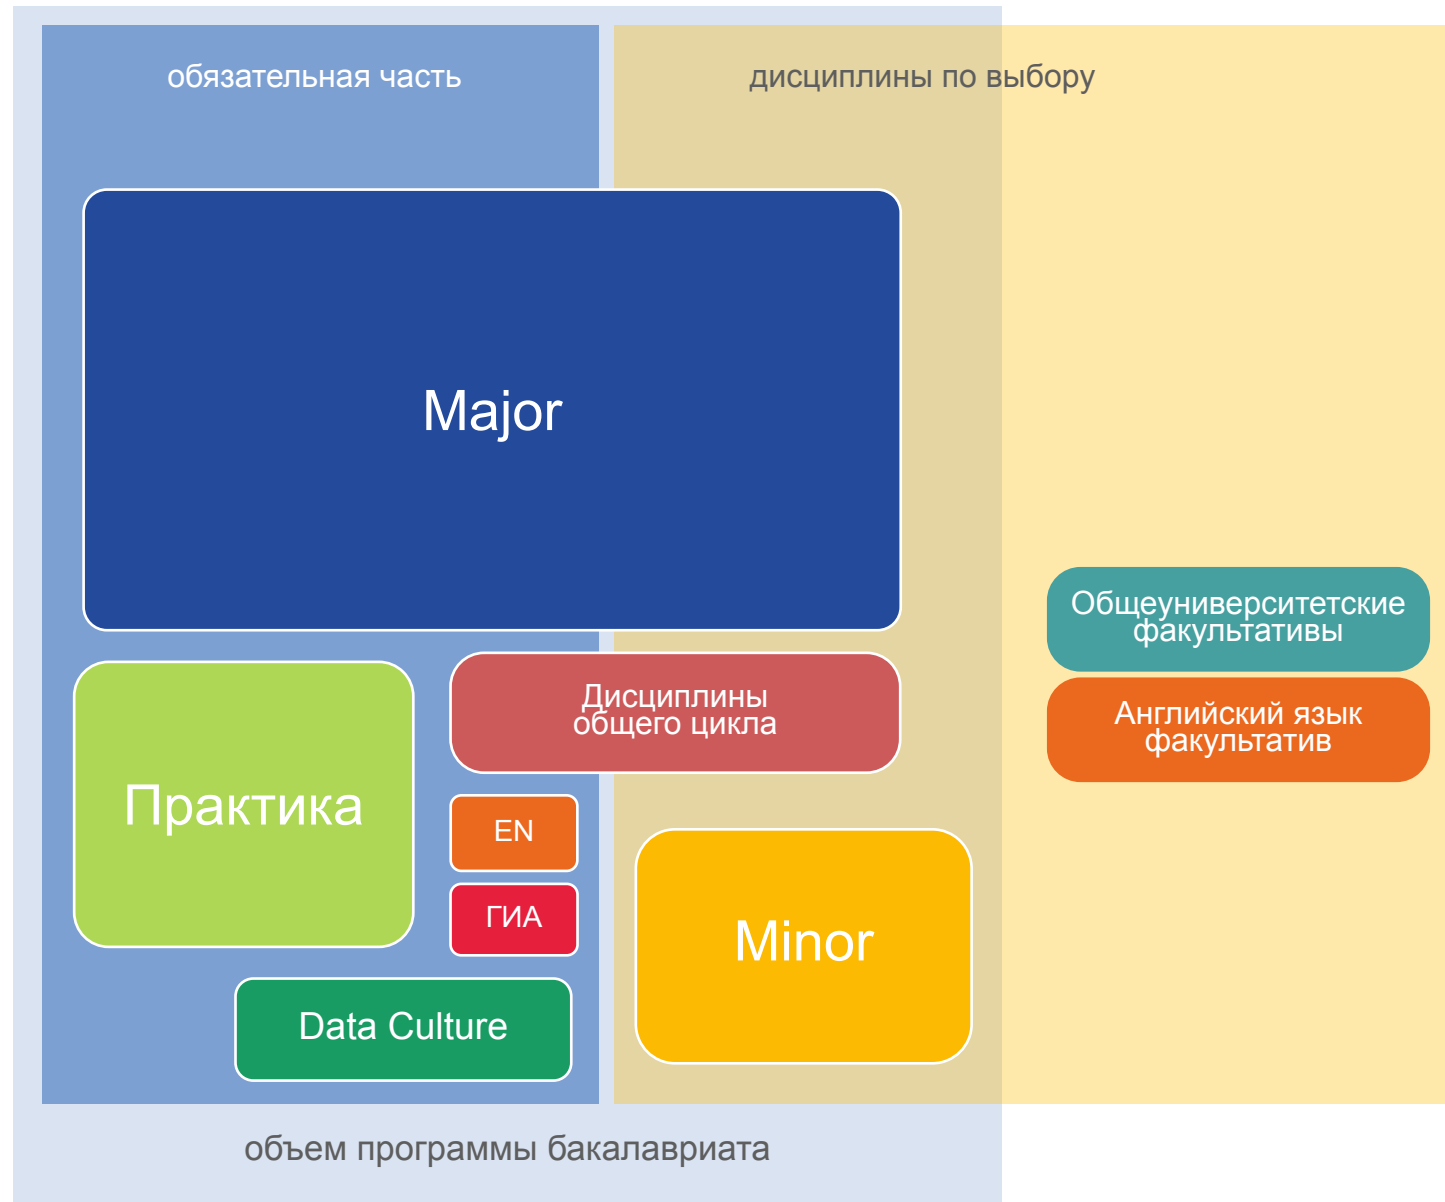 обязательная часть
дисциплины по выбору
Major
Общеуниверситетские
факультативы
Дисциплины
общего цикла
Английский язык
факультатив
Практика
EN
ГИА
Minor
Data Culture
объем программы бакалавриата